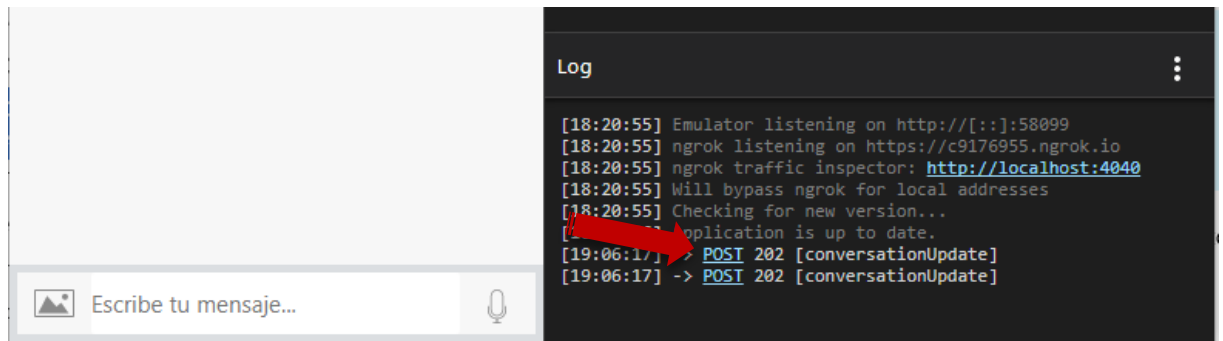 Log
[18:20:55] Emulator listening on http://[::]:58099
[18:20:55] ngrok listening on https://c9176955.ngrok.io
[18:20:55] ngrok traffic inspector: http://localhost:4040
[18:20:55] Will bypass ngrok for local addresses
[18:20:55] Checking for new version...
pplication is up to date.
[19:06:17] -> POST 202 [conversationUpdate]
[19:06:17] -> POST 202 [conversationUpdate]
Escribe tu mensaje...